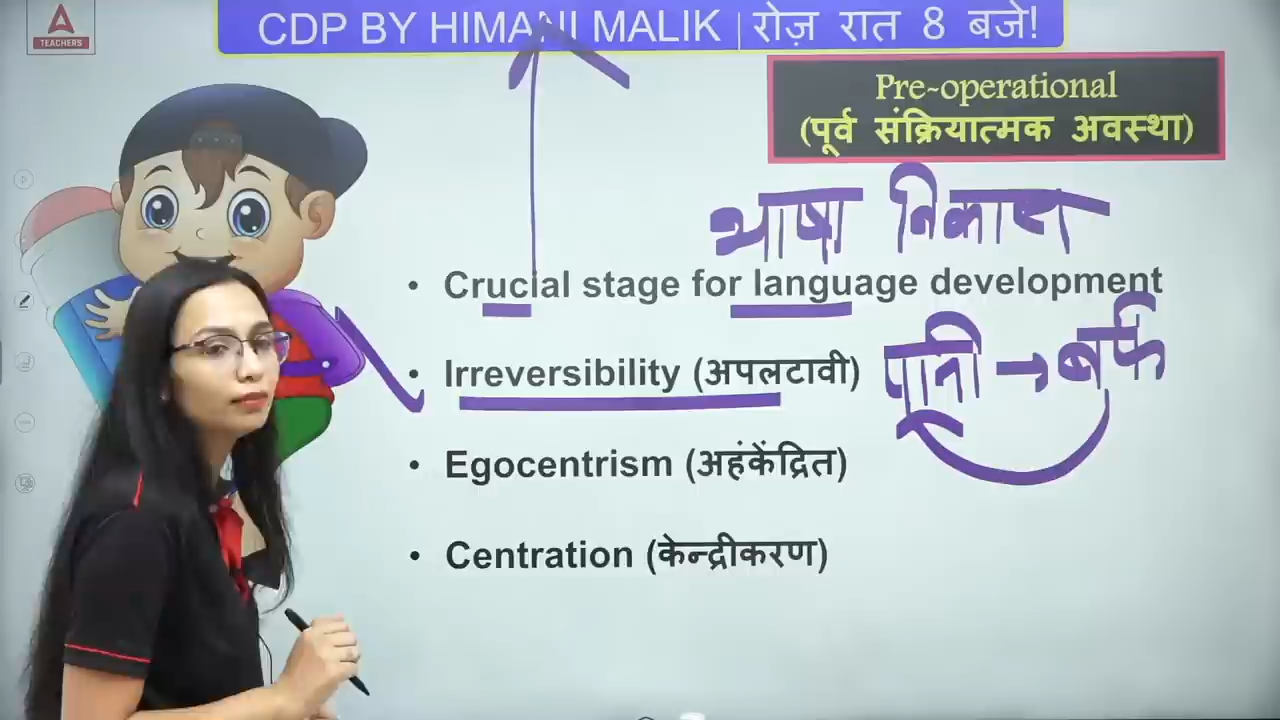 A
TEACHERS
CDP BY HIMANI MALIK | रोज़ रात 8 बजे!
Pre-operational
(पूर्व संक्रियात्मक अवस्था)
भाषा विकास
• Crucial stage for language development
• Irreversibility (अपलटावी) पानी → बर्फ
• Egocentrism (अहंकेंद्रित)
• Centration (केन्द्रीकरण)